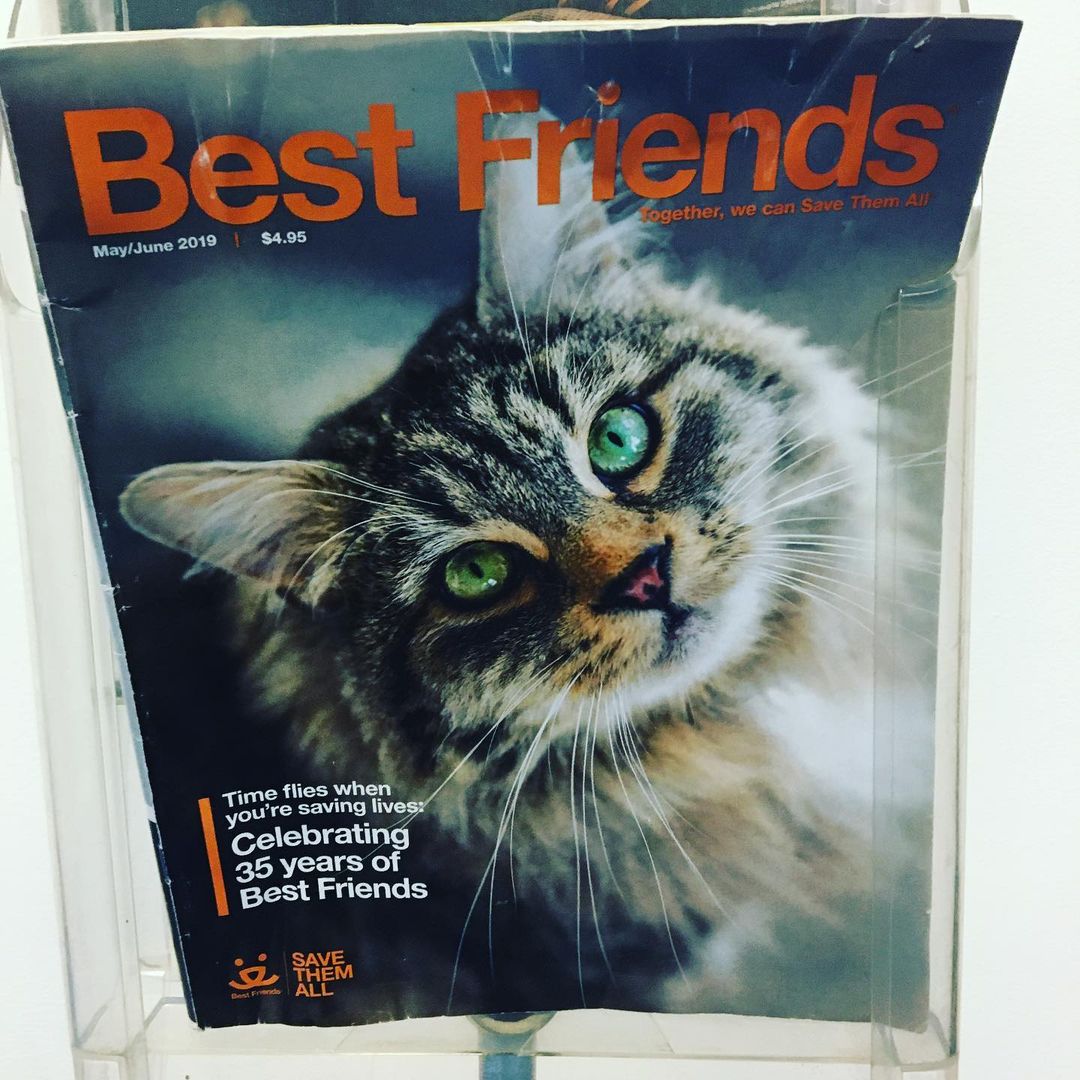 Best Friends
Together, we can Save Them All
May/June 2019 | $4.95
Time flies when
you're saving lives:
Celebrating
35 years of
Best Friends
Best Friends
SAVE
THEM
ALL